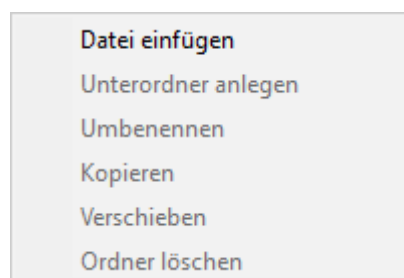 Datei einfügen
Unterordner anlegen
Umbenennen
Kopieren
Verschieben
Ordner löschen